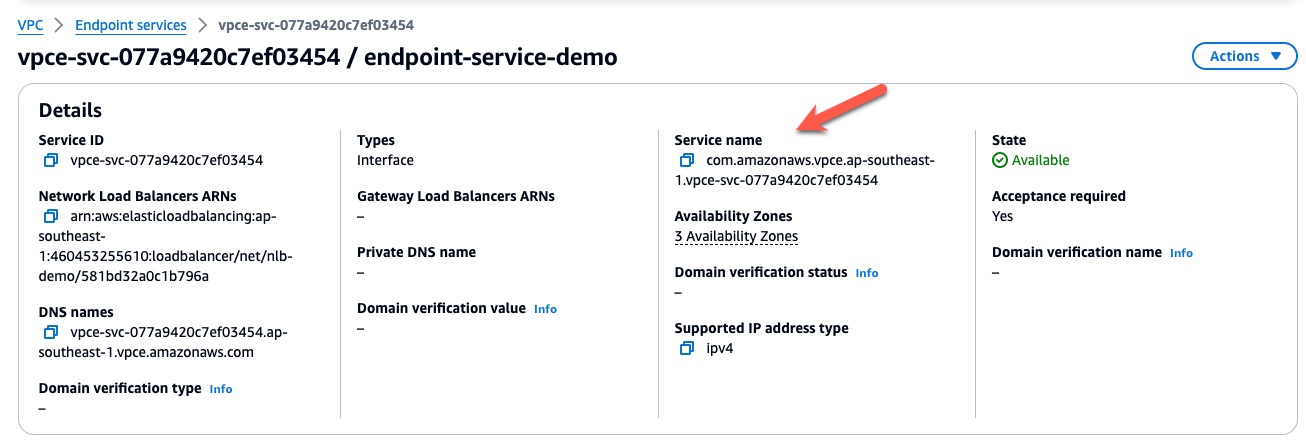 VPC > Endpoint services > vpce-svc-077a9420c7ef03454
vpce-svc-077a9420c7ef03454 / endpoint-service-demo
Actions
Details
Service ID
vpce-svc-077a9420c7ef03454
Network Load Balancers ARNs
arn:aws:elasticloadbalancing:ap-
southeast-
1:460453255610:loadbalancer/net/nlb-
demo/581bd32a0c1b796a
DNS names
vpce-svc-077a9420c7ef03454.ap-
southeast-1.vpce.amazonaws.com
Domain verification type Info
–
Types
Interface
Gateway Load Balancers ARNs
–
Private DNS name
–
Domain verification value Info
–
Service name
com.amazonaws.vpce.ap-southeast-
1.vpce-svc-077a9420c7ef03454
Availability Zones
3 Availability Zones
Domain verification status Info
–
Supported IP address type
ipv4
State
Available
Acceptance required
Yes
Domain verification name Info
–